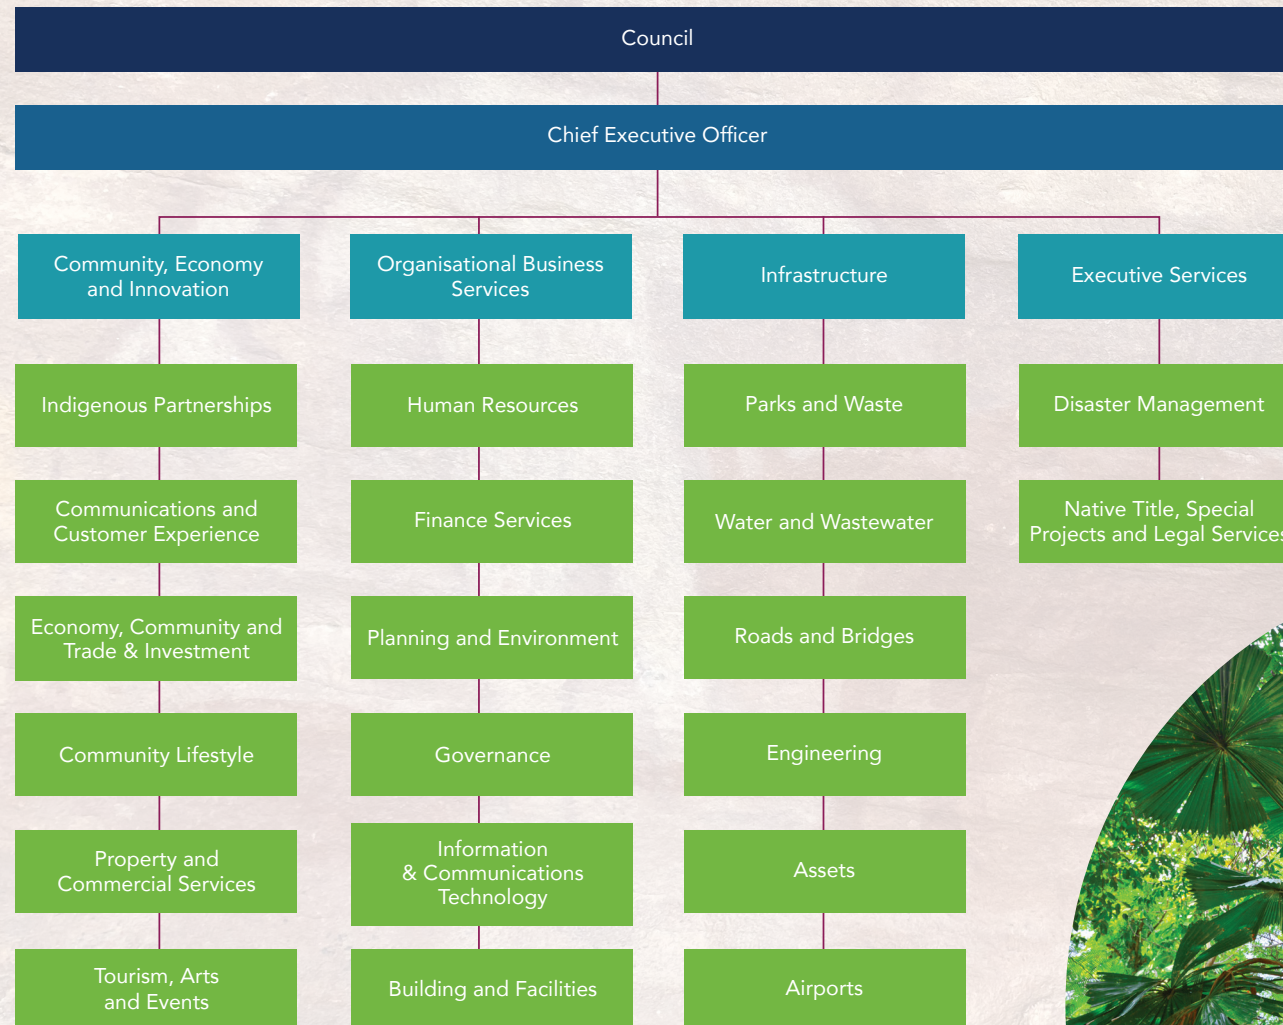 Council
Chief Executive Officer
Community, Economy
and Innovation
Indigenous Partnerships
Communications and
Customer Experience
Economy, Community and
Trade & Investment
Community Lifestyle
Property and
Commercial Services
Tourism, Arts
and Events
Organisational Business
Services
Human Resources
Finance Services
Planning and Environment
Governance
Information
& Communications
Technology
Building and Facilities
Infrastructure
Parks and Waste
Water and Wastewater
Roads and Bridges
Engineering
Assets
Airports
Executive Services
Disaster Management
Native Title, Special
Projects and Legal Services